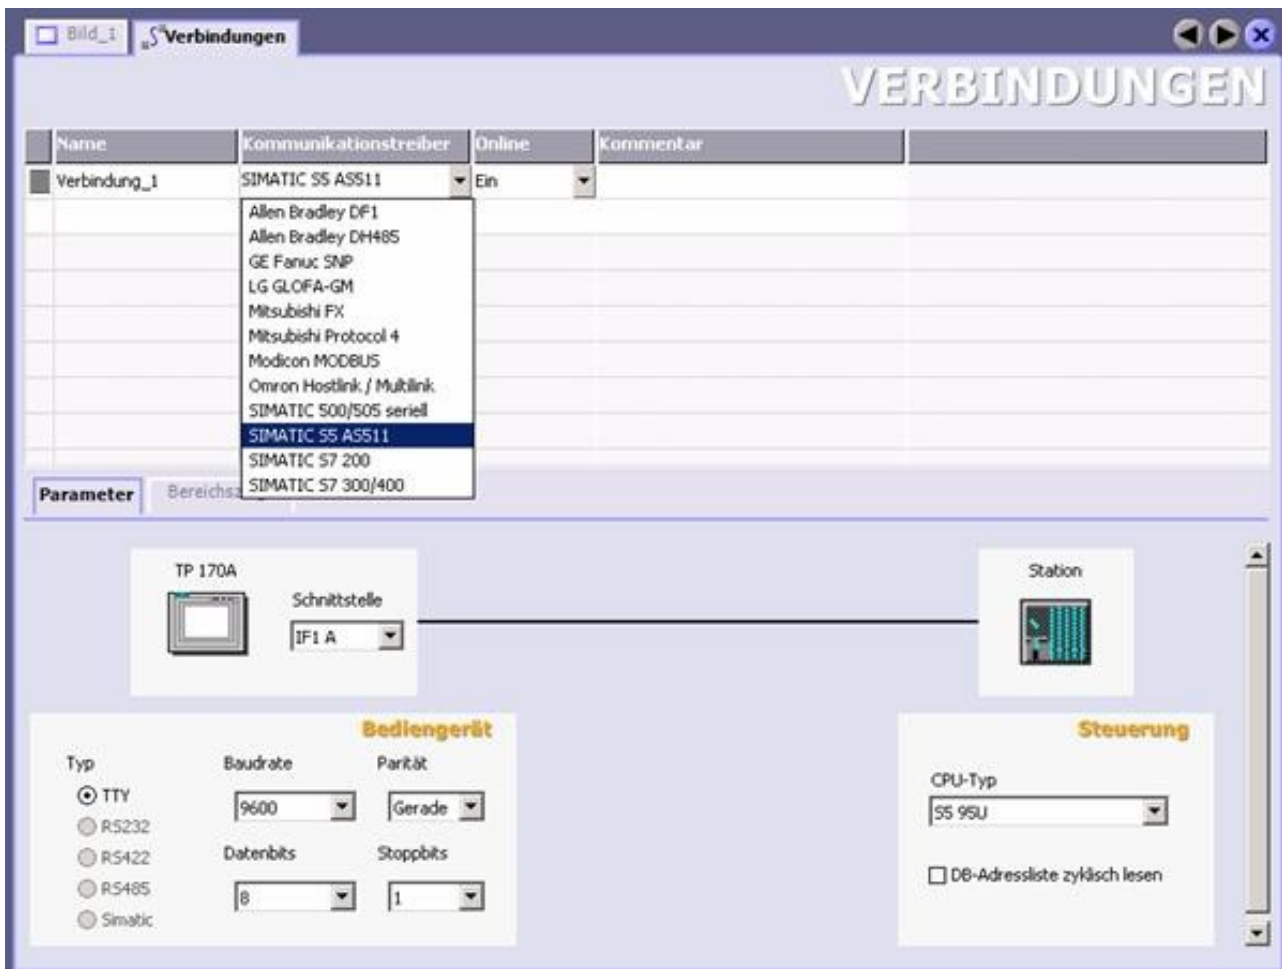 Bild_1 Verbindungen
VERBINDUNGEN
Name Kommunikationstreiber Online Kommentar
Verbindung_1 SIMATIC S5 AS511 Ein
Allen Bradley DF1
Allen Bradley DH485
GE Fanuc SNP
LG GLOFA-GM
Mitsubishi FX
Mitsubishi Protocol 4
Modicon MODBUS
Omron Hostlink / Multilink
SIMATIC 500/505 seriell
SIMATIC S5 AS511
SIMATIC S7 200
SIMATIC S7 300/400
Parameter
TP 170A
Schnittstelle
IF1 A
Station
Bediengerät
Typ Baudrate Parität
TTY 9600 Gerade
RS232
RS422 Datenbits Stoppbits
RS485 8 1
Simatic
Steuerung
CPU-Typ
S5 95U
DB-Adressliste zyklisch lesen